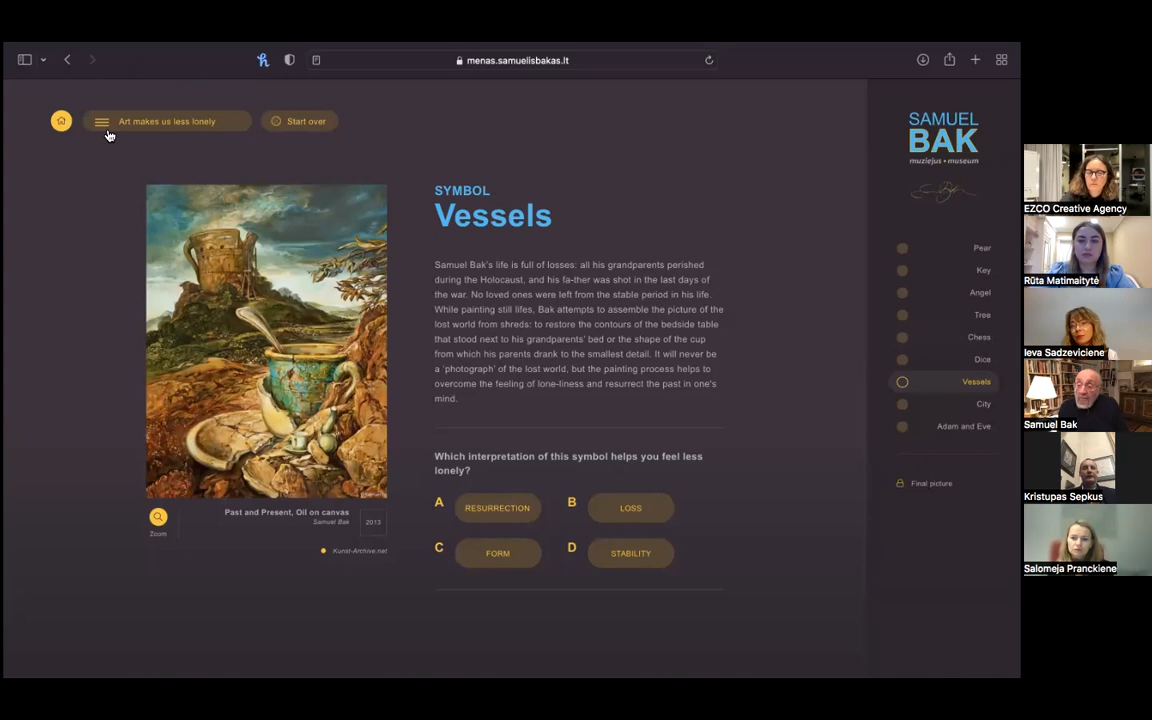 menas.samuelisbakas.lt
Art makes us less lonely
Start over
SAMUEL
BAK
muziejus • museum
SYMBOL
Vessels
Samuel Bak's life is full of losses: all his grandparents perished
during the Holocaust, and his fa-ther was shot in the last days of
the war. No loved ones were left from the stable period in his life.
While painting still lifes, Bak attempts to assemble the picture of the
lost world from shreds: to restore the contours of the bedside table
that stood next to his grandparents' bed or the shape of the cup
from which his parents drank to the smallest detail. It will never be
a 'photograph' of the lost world, but the painting process helps to
overcome the feeling of lone-liness and resurrect the past in one's
mind.
Which interpretation of this symbol helps you feel less
lonely?
A RESURRECTION
B LOSS
C FORM
D STABILITY
Zoom
Past and Present, Oil on canvas
Samuel Bak
2013
Kunst-Archive.net
Pear
Key
Angel
Tree
Chess
Dice
Vessels
City
Adam and Eve
Final picture
EZCO Creative Agency
Rūta Matimaitytė
Ieva Sadzeviciene
Samuel Bak
Kristupas Sepkus
Salomeja Pranckiene